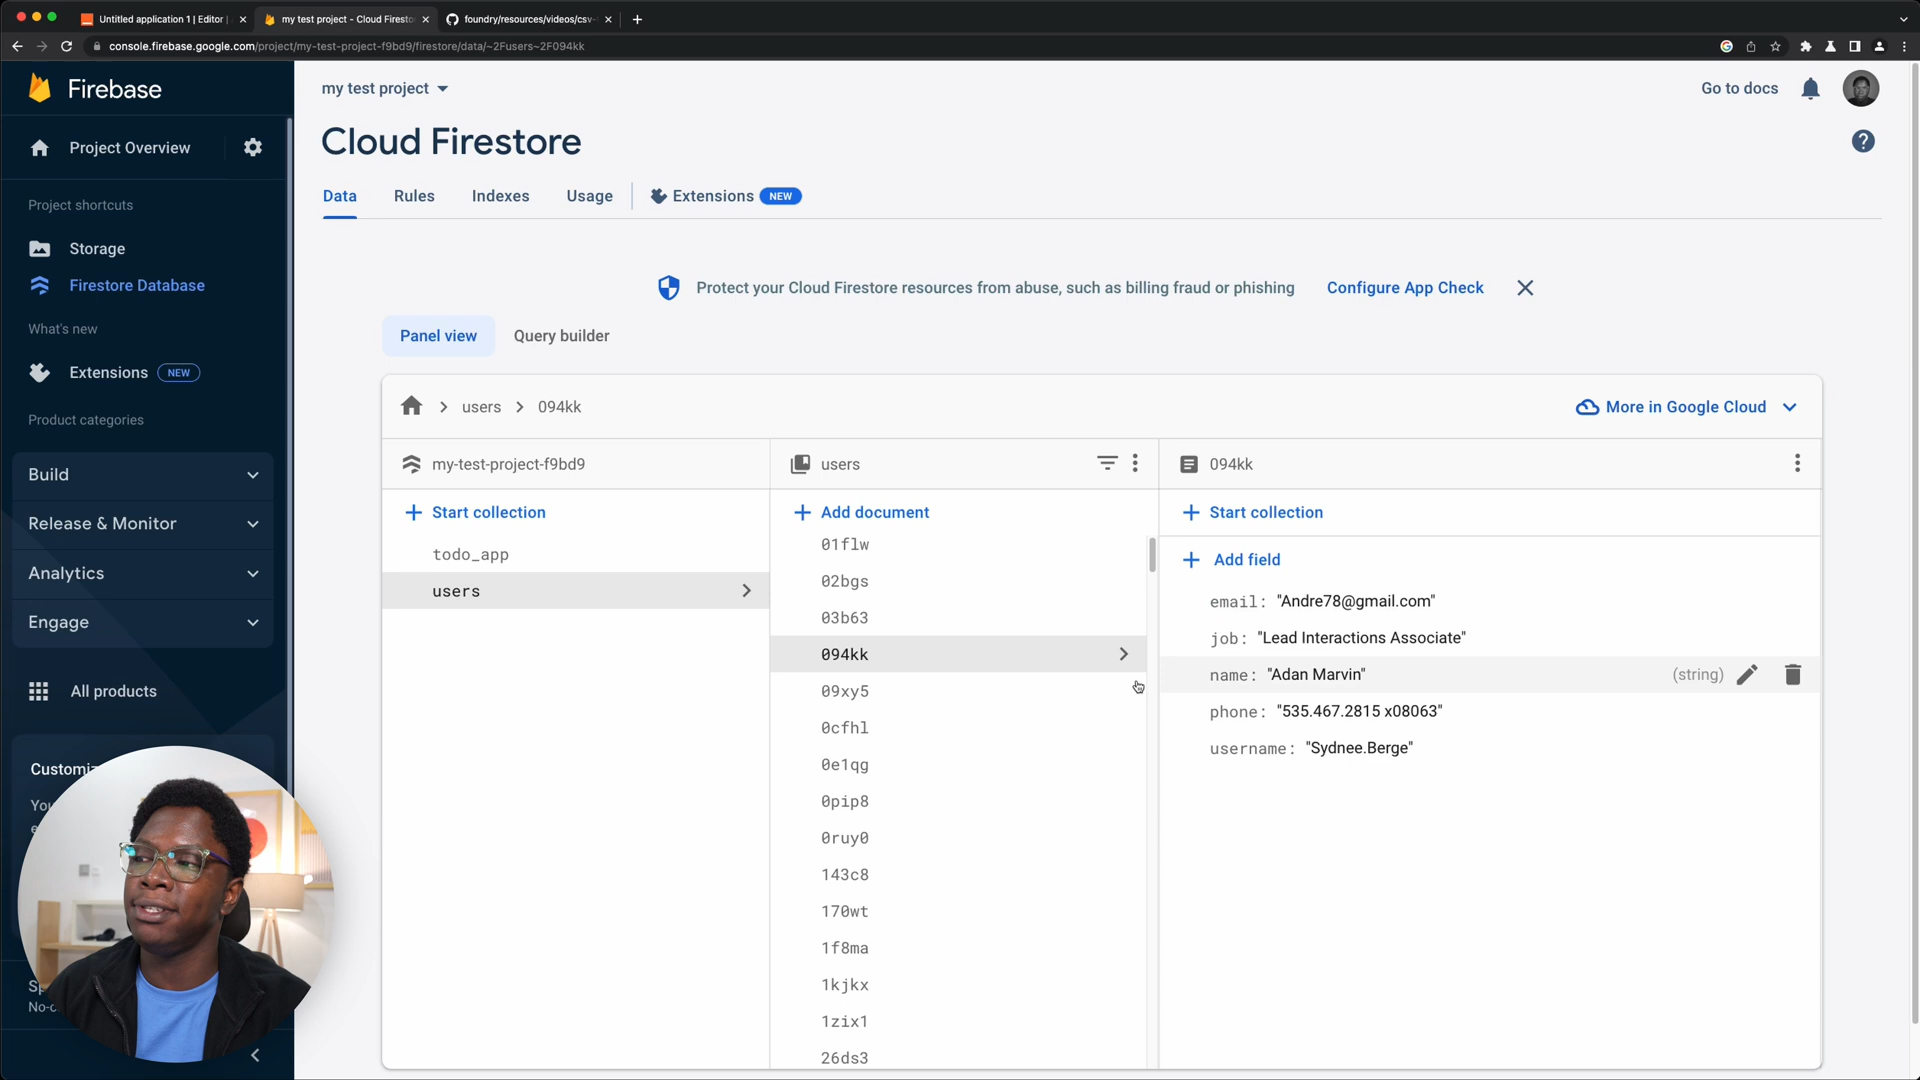 Untitled application 1 | Editor |
my test project - Cloud Firesto
foundry/resources/videos/csv-
console.firebase.google.com/project/my-test-project-f9bd9/firestore/data/~2Fusers~2F094kk
Firebase
Project Overview
Project shortcuts
Storage
Firestore Database
What's new
Extensions NEW
Product categories
Build
Release & Monitor
Analytics
Engage
All products
Customiz
You
Sp
No-c
my test project
Go to docs
Cloud Firestore
Data Rules Indexes Usage Extensions NEW
Protect your Cloud Firestore resources from abuse, such as billing fraud or phishing Configure App Check
Panel view Query builder
users 094kk
More in Google Cloud
my-test-project-f9bd9
Start collection
todo_app
users
users
Add document
01flw
02bgs
03b63
094kk
09xy5
0cfhl
0e1qg
0pip8
0ruy0
143c8
170wt
1f8ma
1kjkx
1zix1
26ds3
094kk
Start collection
Add field
email: "Andre78@gmail.com"
job: "Lead Interactions Associate"
name: "Adan Marvin" (string)
phone: "535.467.2815 x08063"
username: "Sydnee.Berge"